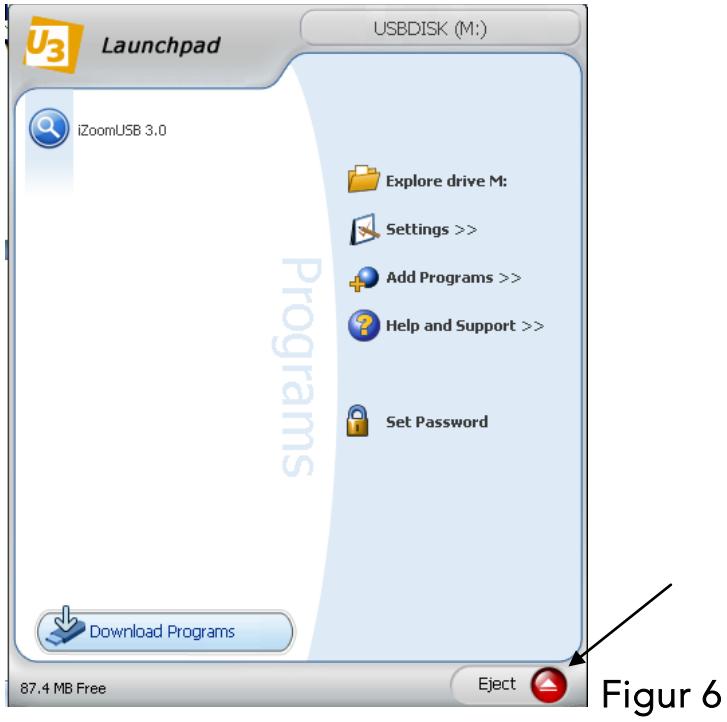 U3
Launchpad
USBDISK (M:)
iZoomUSB 3.0
Programs
Explore drive M:
Settings >>
Add Programs >>
Help and Support >>
Set Password
Download Programs
87.4 MB Free
Eject
Figur 6